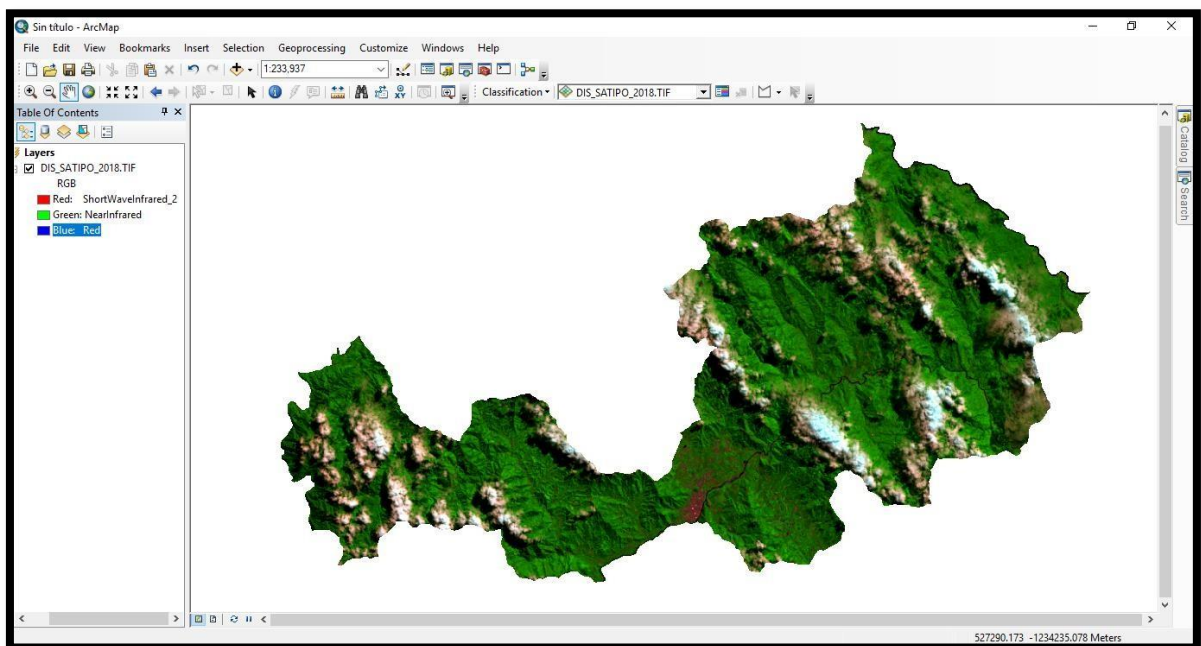 Sin título - ArcMap
File Edit View Bookmarks Insert Selection Geoprocessing Customize Windows Help
1:233,937
Classification DIS_SATIPO_2018.TIF
Table Of Contents
Layers
DIS_SATIPO_2018.TIF
RGB
Red: ShortWaveInfrared_2
Green: NearInfrared
Blue: Red
Catalog
Search
527290.173 -1234235.078 Meters